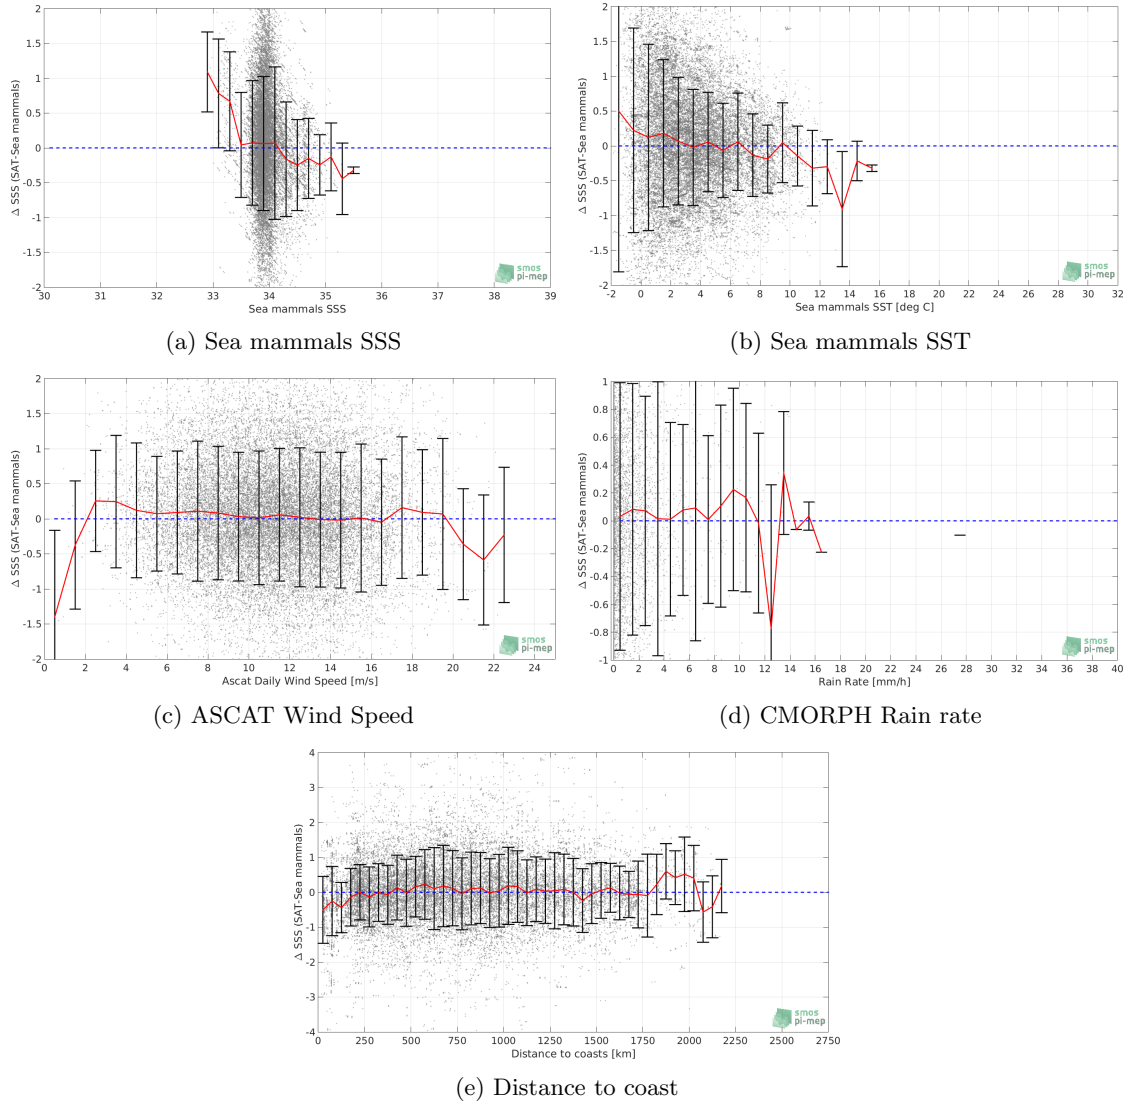 2
1.5
1
0.5
0
-0.5
-1
-1.5
-2
Δ SSS (SAT-Sea mammals)
30 31 32 33 34 35 36 37 38 39
Sea mammals SSS
smos
pi-mep
(a) Sea mammals SSS
2
1.5
1
0.5
0
-0.5
-1
-1.5
-2
Δ SSS (SAT-Sea mammals)
-2 0 2 4 6 8 10 12 14 16 18 20 22 24 26 28 30 32
Sea mammals SST [deg C]
smos
pi-mep
(b) Sea mammals SST
2
1.5
1
0.5
0
-0.5
-1
-1.5
-2
Δ SSS (SAT-Sea mammals)
0 2 4 6 8 10 12 14 16 18 20 22 24
Ascat Daily Wind Speed [m/s]
smos
pi-mep
(c) ASCAT Wind Speed
1
0.8
0.6
0.4
0.2
0
-0.2
-0.4
-0.6
-0.8
-1
Δ SSS (SAT-Sea mammals)
0 2 4 6 8 10 12 14 16 18 20 22 24 26 28 30 32 34 36 38 40
Rain Rate [mm/h]
smos
pi-mep
(d) CMORPH Rain rate
4
3
2
1
0
-1
-2
-3
-4
Δ SSS (SAT-Sea mammals)
0 250 500 750 1000 1250 1500 1750 2000 2250 2500 2750
Distance to coasts [km]
smos
pi-mep
(e) Distance to coast